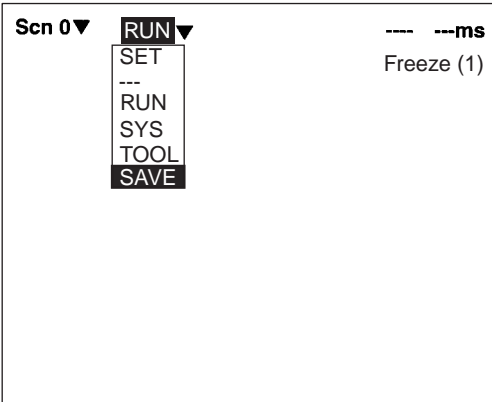 Scn 0▼ RUN▼ ---- ---ms
SET Freeze (1)
---
RUN
SYS
TOOL
SAVE